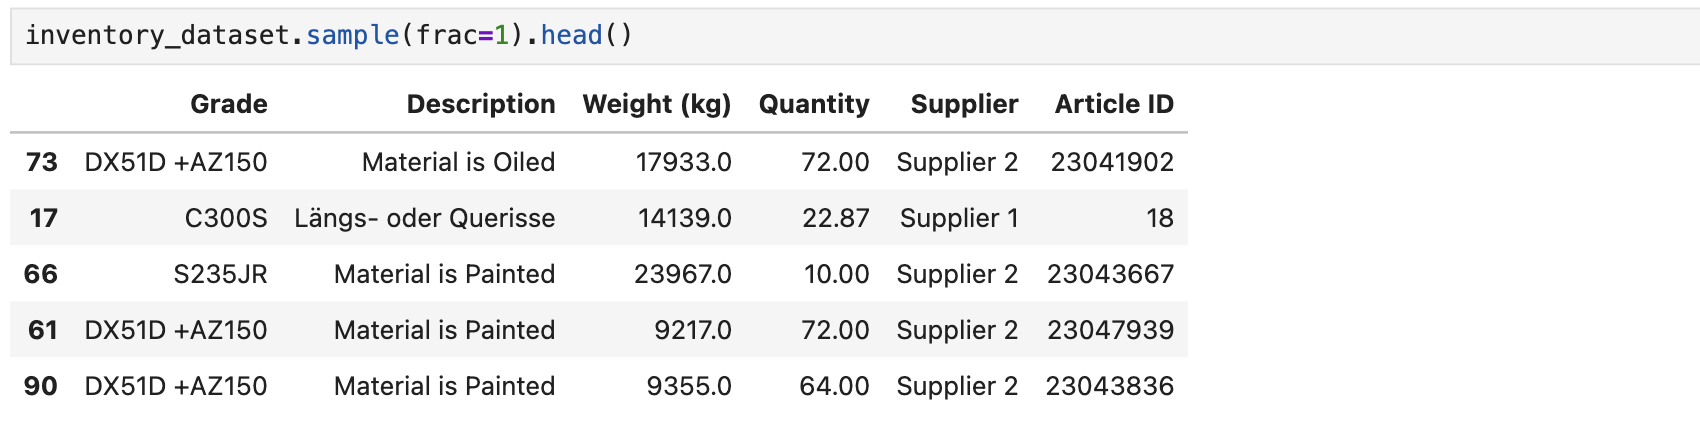 inventory_dataset.sample(frac=1).head()
Grade Description Weight (kg) Quantity Supplier Article ID
73 DX51D +AZ150 Material is Oiled 17933.0 72.00 Supplier 2 23041902
17 C300S Längs- oder Querisse 14139.0 22.87 Supplier 1 18
66 S235JR Material is Painted 23967.0 10.00 Supplier 2 23043667
61 DX51D +AZ150 Material is Painted 9217.0 72.00 Supplier 2 23047939
90 DX51D +AZ150 Material is Painted 9355.0 64.00 Supplier 2 23043836